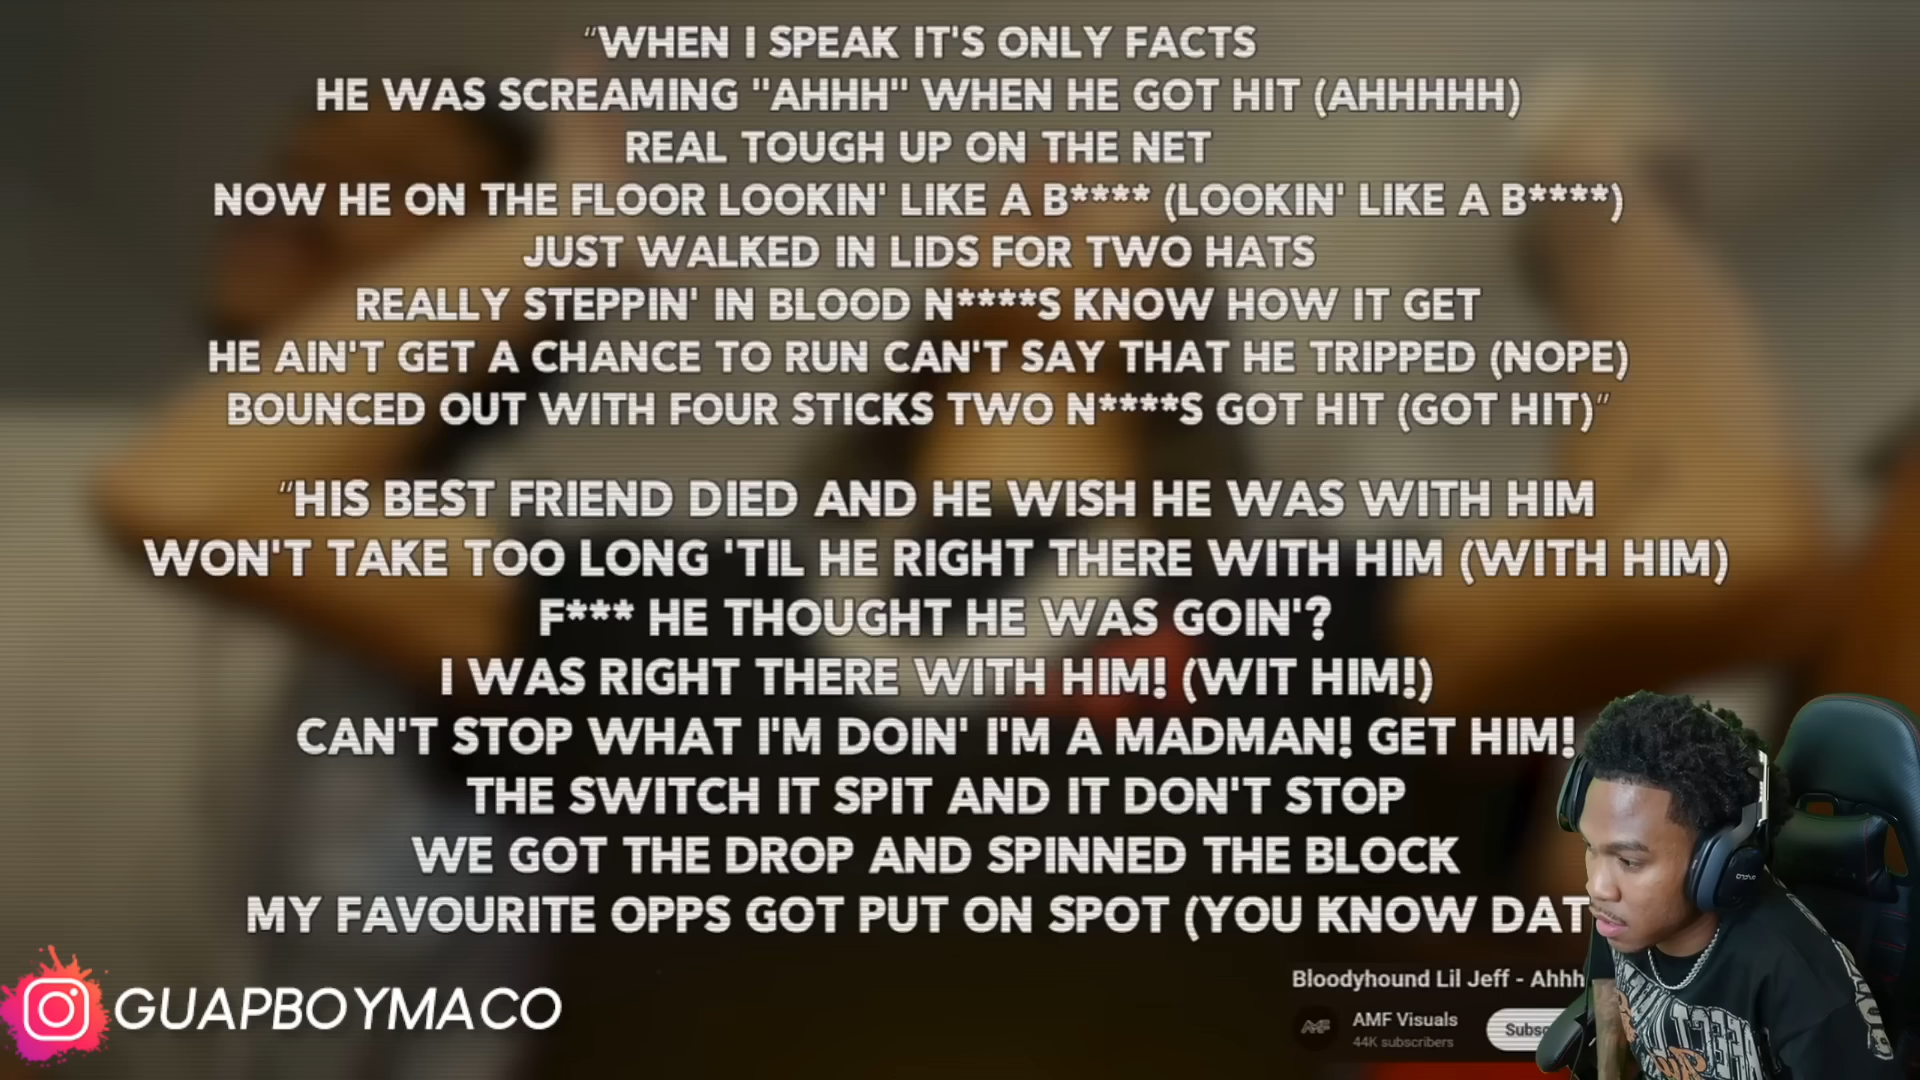 “WHEN I SPEAK IT'S ONLY FACTS
HE WAS SCREAMING "AHHH" WHEN HE GOT HIT (AHHHHH)
REAL TOUGH UP ON THE NET
NOW HE ON THE FLOOR LOOKIN' LIKE A B**** (LOOKIN' LIKE A B****)
JUST WALKED IN LIDS FOR TWO HATS
REALLY STEPPIN' IN BLOOD N****S KNOW HOW IT GET
HE AIN'T GET A CHANCE TO RUN CAN'T SAY THAT HE TRIPPED (NOPE)
BOUNCED OUT WITH FOUR STICKS TWO N****S GOT HIT (GOT HIT)”
“HIS BEST FRIEND DIED AND HE WISH HE WAS WITH HIM
WON'T TAKE TOO LONG 'TIL HE RIGHT THERE WITH HIM (WITH HIM)
F*** HE THOUGHT HE WAS GOIN'?
I WAS RIGHT THERE WITH HIM! (WIT HIM!)
CAN'T STOP WHAT I'M DOIN' I'M A MADMAN! GET HIM!
THE SWITCH IT SPIT AND IT DON'T STOP
WE GOT THE DROP AND SPINNED THE BLOCK
MY FAVOURITE OPPS GOT PUT ON SPOT (YOU KNOW DAT
Bloodyhound Lil Jeff - Ahhh
AMF Visuals
44K subscribers
Subsc
GUAPBOYMACO